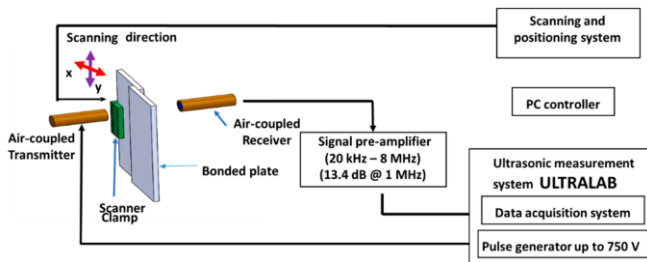 Scanning direction
x
y
Air-coupled
Transmitter
Scanner
Clamp
Bonded plate
Air-coupled
Receiver
Signal pre-amplifier
(20 kHz – 8 MHz)
(13.4 dB @ 1 MHz)
Scanning and
positioning system
PC controller
Ultrasonic measurement
system ULTRALAB
Data acquisition system
Pulse generator up to 750 V